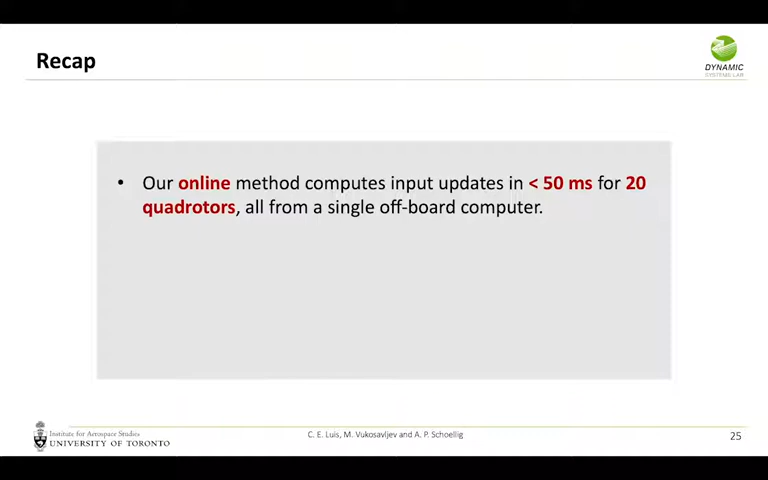 Recap
DYNAMIC
SYSTEMS LAB
• Our online method computes input updates in < 50 ms for 20
quadrotors, all from a single off-board computer.
Institute for Aerospace Studies
UNIVERSITY OF TORONTO
C. E. Luis, M. Vukosavljev and A. P. Schoellig
25